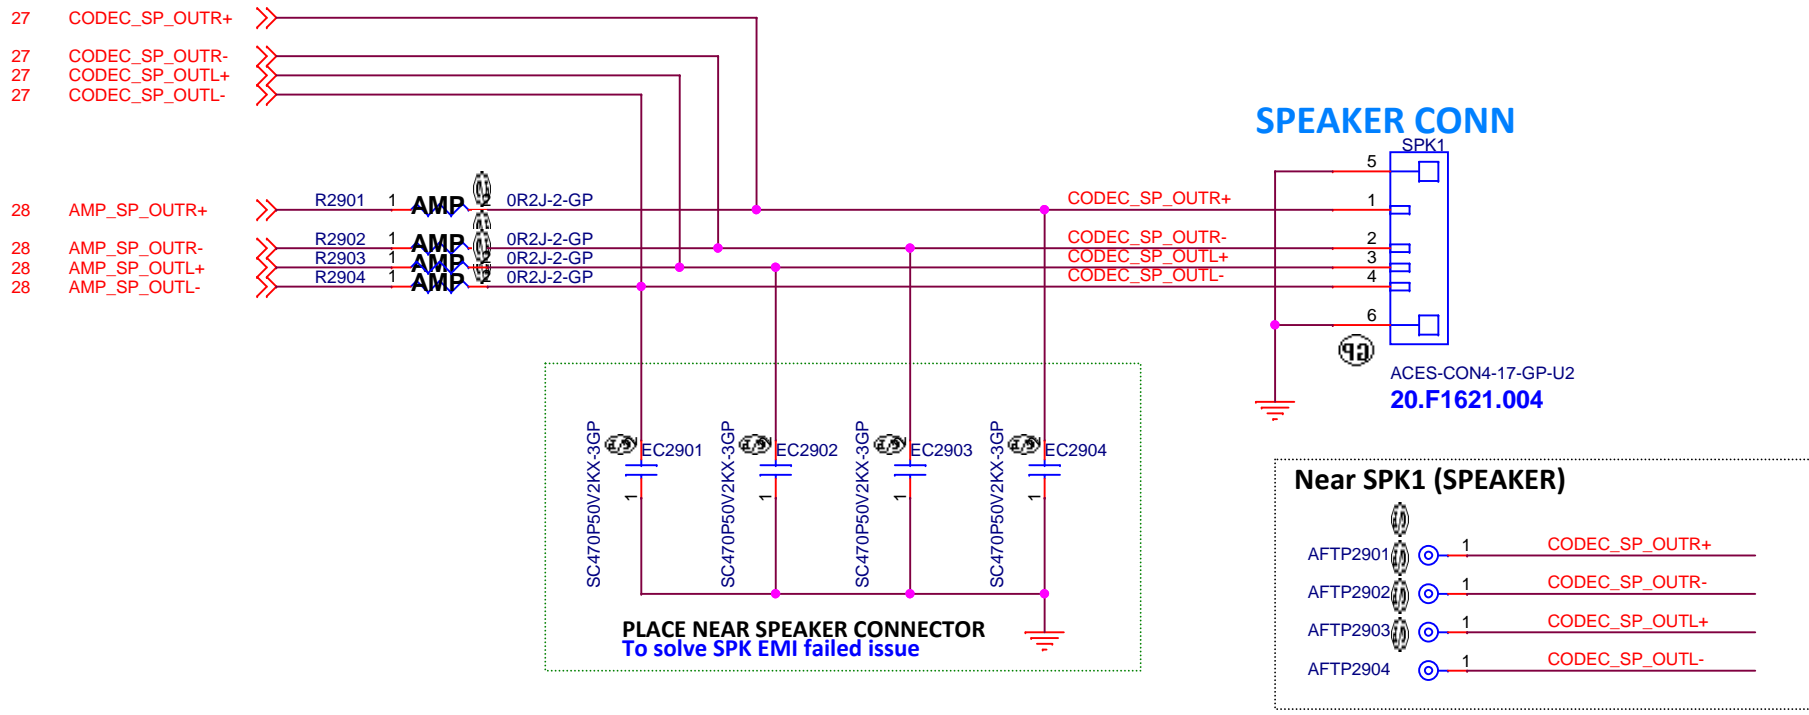 27 CODEC_SP_OUTR+
27 CODEC_SP_OUTR-
27 CODEC_SP_OUTL+
27 CODEC_SP_OUTL-
SPEAKER CONN
SPK1
5
28 AMP_SP_OUTR+ R2901 1 AMP 2 0R2J-2-GP CODEC_SP_OUTR+ 1
28 AMP_SP_OUTR- R2902 1 AMP 0R2J-2-GP CODEC_SP_OUTR- 2
28 AMP_SP_OUTL+ R2903 1 AMP 2 0R2J-2-GP CODEC_SP_OUTL+ 3
28 AMP_SP_OUTL- R2904 1 AMP 2 0R2J-2-GP CODEC_SP_OUTL- 4
6
GP
ACES-CON4-17-GP-U2
20.F1621.004
SC470P50V2KX-3GP EC2901 1
SC470P50V2KX-3GP EC2902 1
SC470P50V2KX-3GP EC2903 1
SC470P50V2KX-3GP EC2904 1
PLACE NEAR SPEAKER CONNECTOR
To solve SPK EMI failed issue
Near SPK1 (SPEAKER)
AFTP2901 1 CODEC_SP_OUTR+
AFTP2902 1 CODEC_SP_OUTR-
AFTP2903 1 CODEC_SP_OUTL+
AFTP2904 1 CODEC_SP_OUTL-